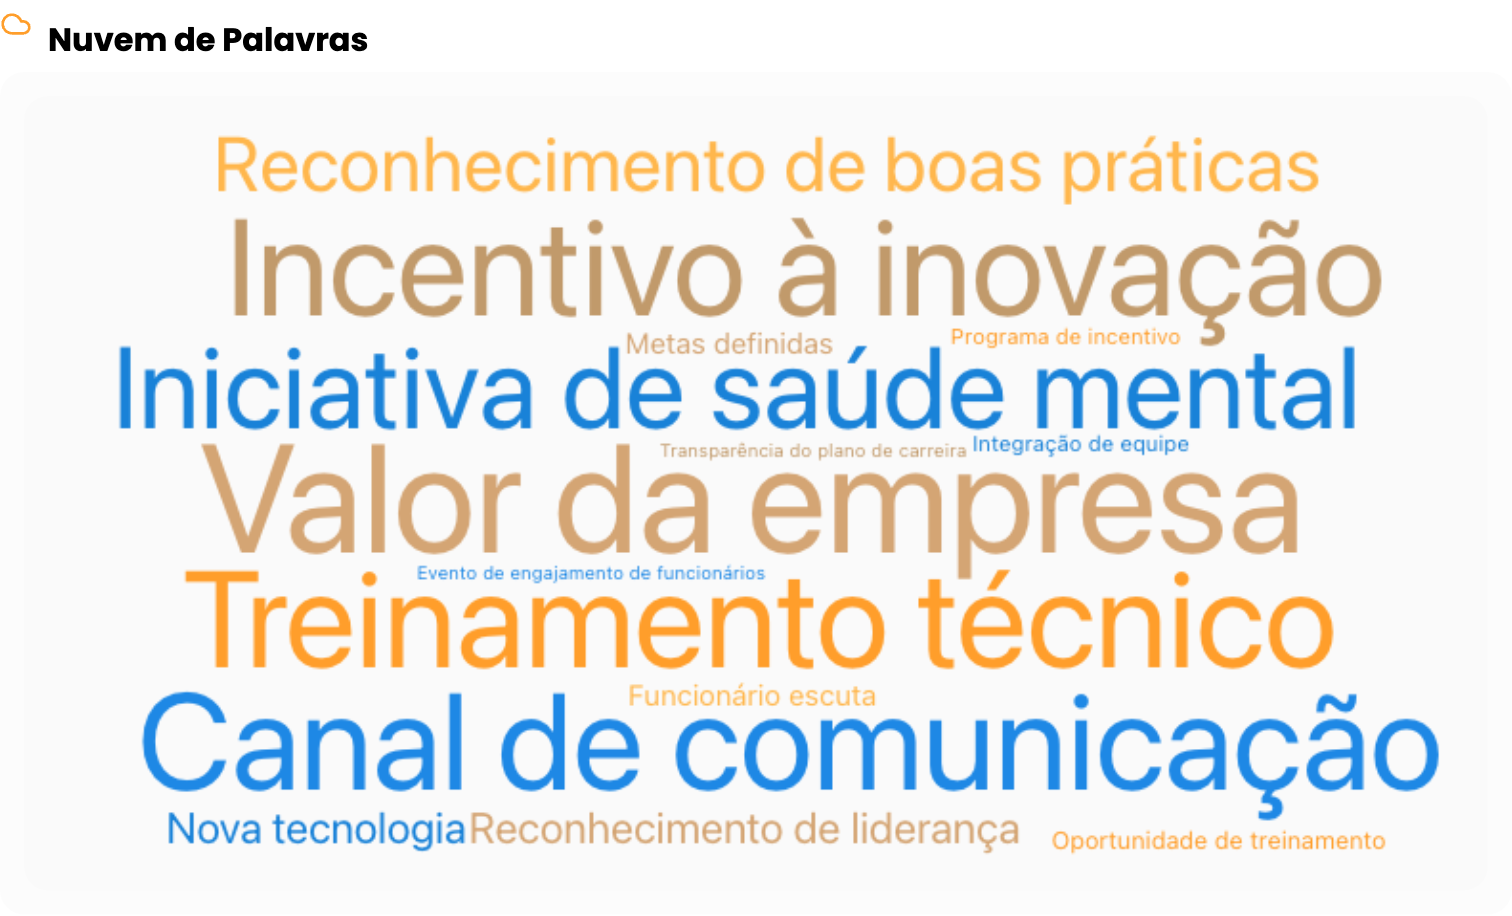 Nuvem de Palavras
Reconhecimento de boas práticas
Incentivo à inovação
Metas definidas
Programa de incentivo
Iniciativa de saúde mental
Transparência do plano de carreira
Integração de equipe
Valor da empresa
Evento de engajamento de funcionários
Treinamento técnico
Funcionário escuta
Canal de comunicação
Nova tecnologia
Reconhecimento de liderança
Oportunidade de treinamento